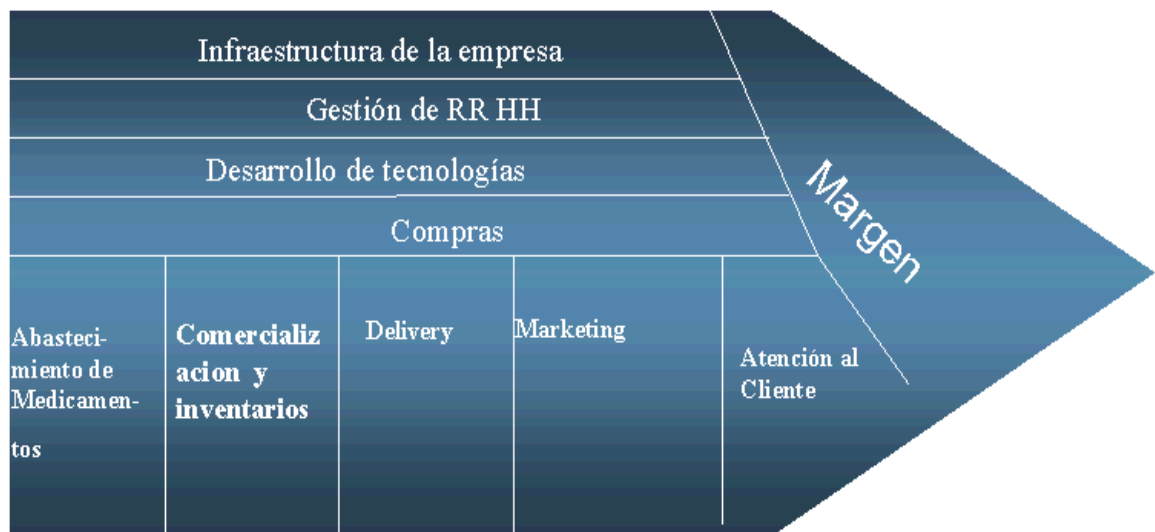 Infraestructura de la empresa
Gestión de RR HH
Desarrollo de tecnologías
Compras
Margen
Abasteci-
miento de
Medicamen-
tos
Comercializ
acion y
inventarios
Delivery
Marketing
Atención al
Cliente